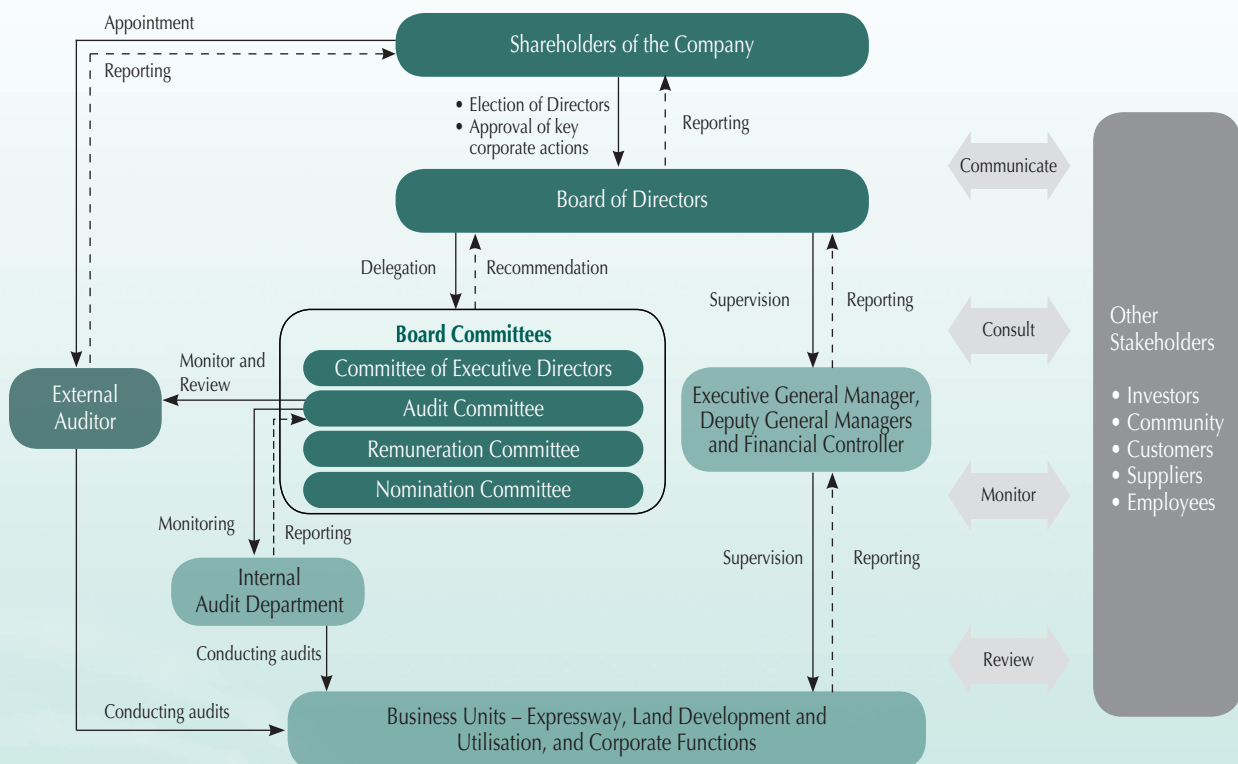 Appointment
Shareholders of the Company
Reporting
• Election of Directors
• Approval of key
corporate actions
Reporting
Communicate
Board of Directors
Delegation
Recommendation
Supervision
Reporting
Consult
Other
Stakeholders
• Investors
• Community
• Customers
• Suppliers
• Employees
Board Committees
Committee of Executive Directors
Audit Committee
Remuneration Committee
Nomination Committee
Monitor and
Review
External
Auditor
Executive General Manager,
Deputy General Managers
and Financial Controller
Monitor
Monitoring
Reporting
Supervision
Reporting
Internal
Audit Department
Conducting audits
Review
Conducting audits
Business Units – Expressway, Land Development and
Utilisation, and Corporate Functions